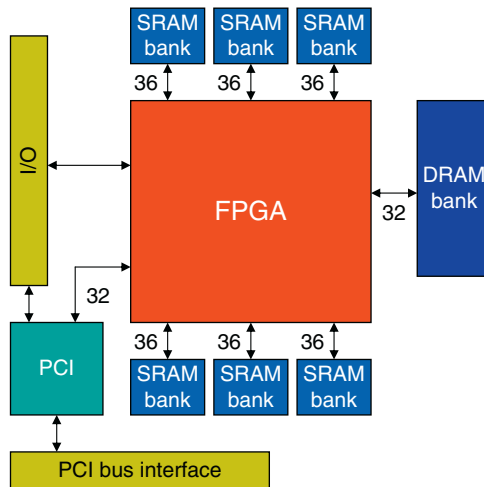 SRAM
bank
SRAM
bank
SRAM
bank
36
36
36
I/O
FPGA
DRAM
bank
32
32
36
36
36
PCI
SRAM
bank
SRAM
bank
SRAM
bank
PCI bus interface